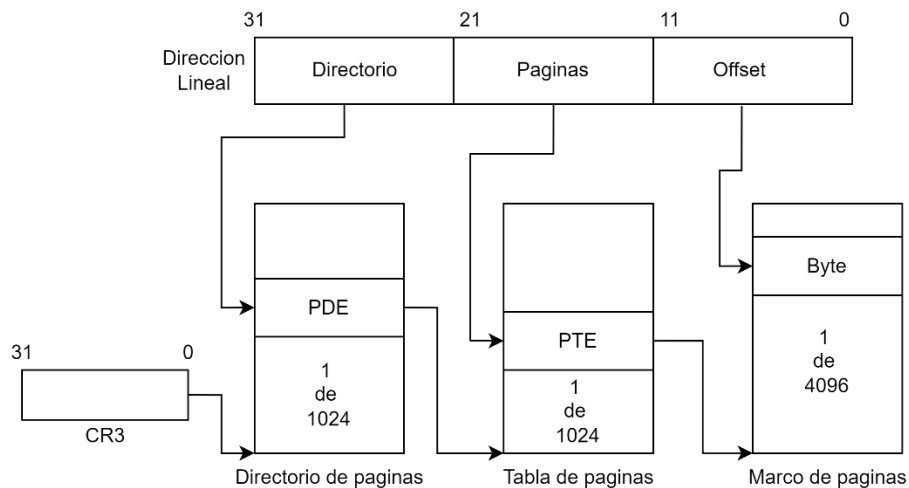 31
21
11
0
Direccion
Lineal
Directorio
Paginas
Offset
PDE
PTE
Byte
31
0
CR3
1
de
1024
1
de
1024
1
de
4096
Directorio de paginas
Tabla de paginas
Marco de paginas